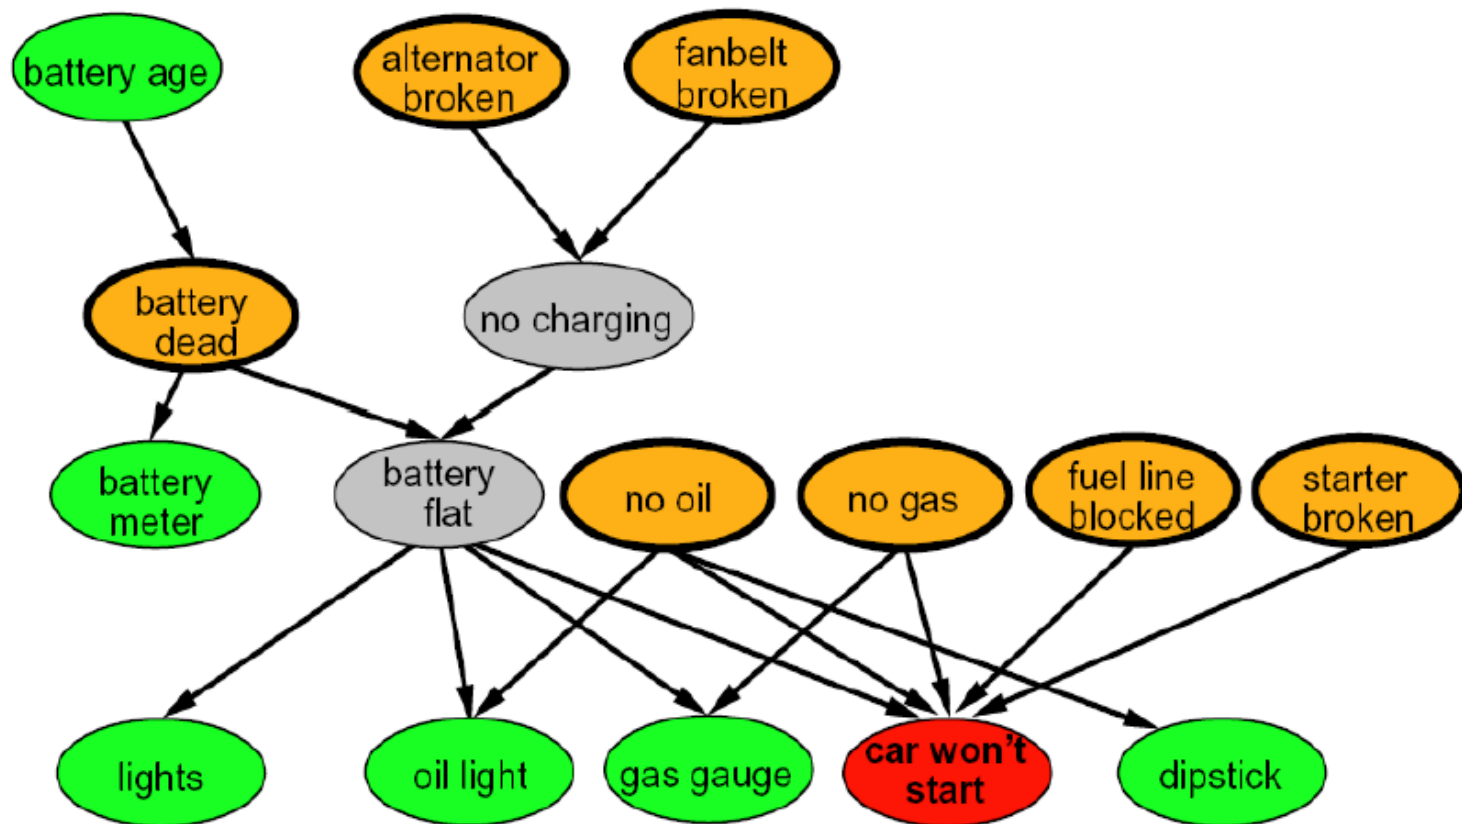 battery age
alternator
broken
fanbelt
broken
battery
dead
no charging
battery
meter
battery
flat
no oil
no gas
fuel line
blocked
starter
broken
lights
oil light
gas gauge
car won't
start
dipstick